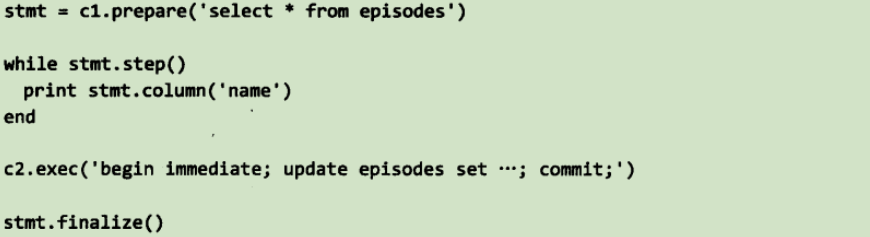 stmt = c1.prepare('select * from episodes')
while stmt.step()
  print stmt.column('name')
end
c2.exec('begin immediate; update episodes set …; commit;')
stmt.finalize()